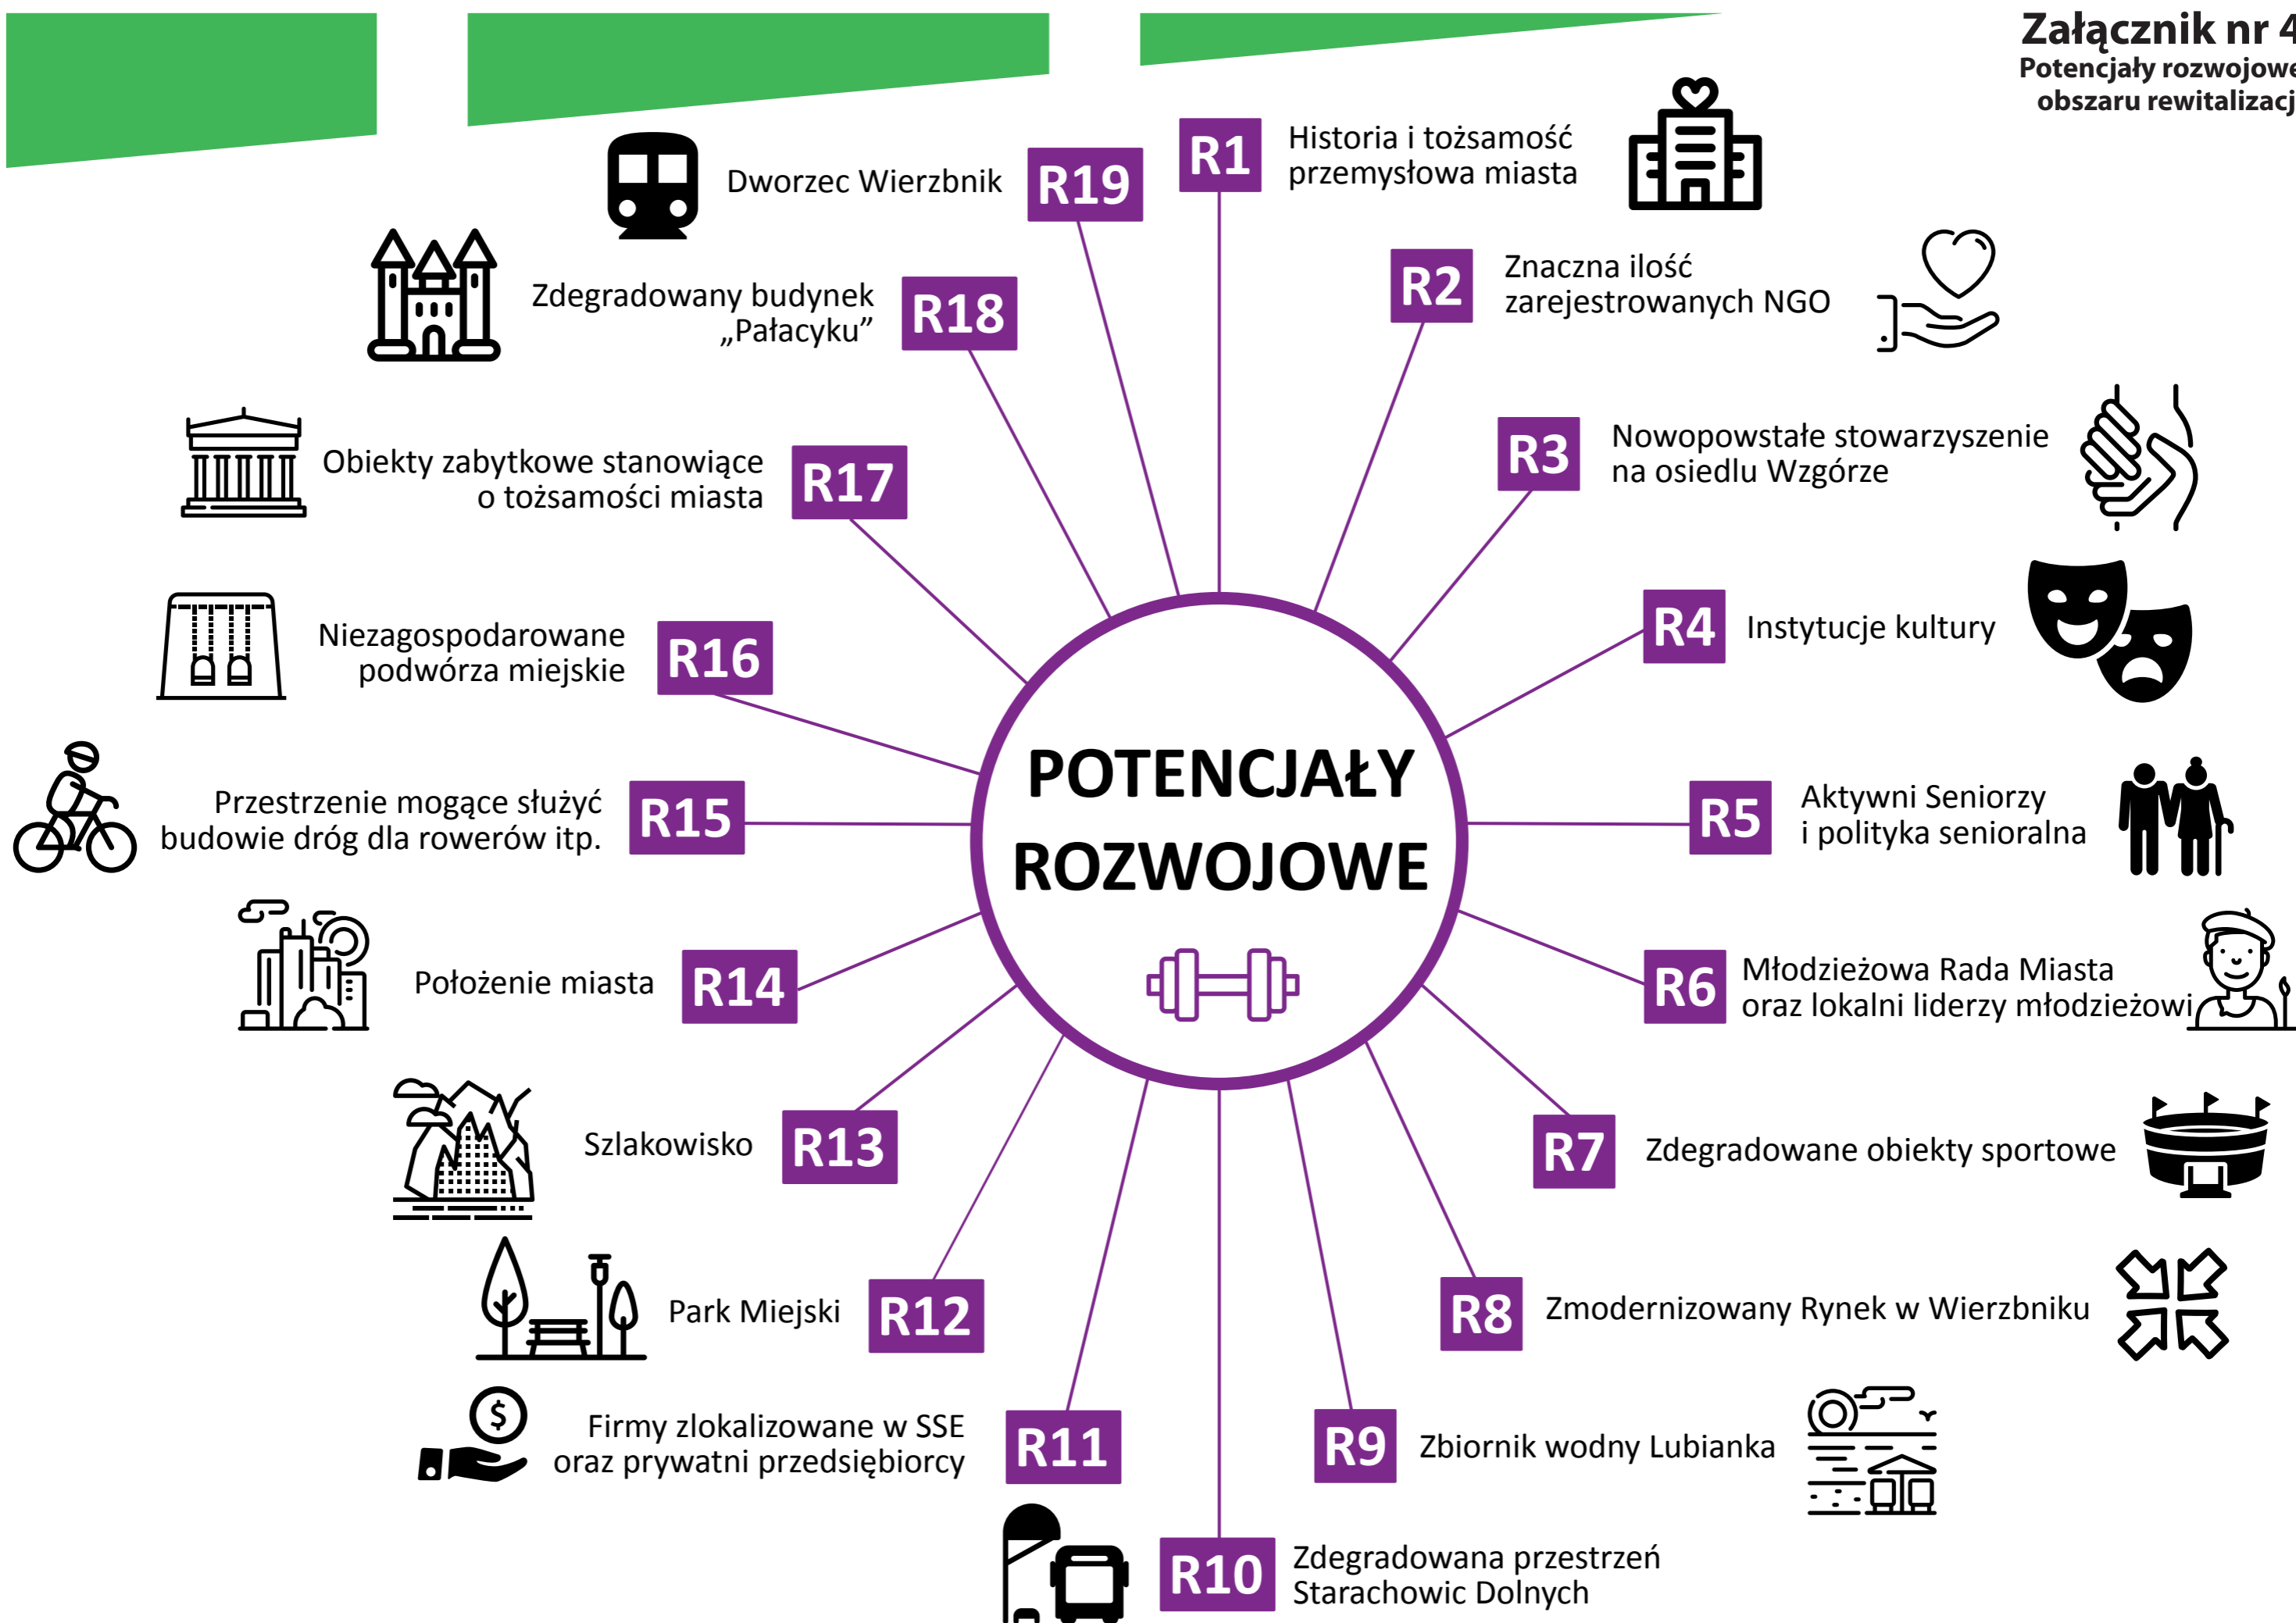 Załącznik nr 4
Potencjały rozwojowe
obszaru rewitalizacj
R1
Historia i tożsamość
przemysłowa miasta
R2
Znaczna ilość
zarejestrowanych NGO
R3
Nowopowstałe stowarzyszenie
na osiedlu Wzgórze
R4
Instytucje kultury
R5
Aktywni Seniorzy
i polityka senioralna
R6
Młodzieżowa Rada Miasta
oraz lokalni liderzy młodzieżowi
R7
Zdegradowane obiekty sportowe
R8
Zmodernizowany Rynek w Wierzbniku
R9
Zbiornik wodny Lubianka
R10
Zdegradowana przestrzeń
Starachowic Dolnych
R11
Firmy zlokalizowane w SSE
oraz prywatni przedsiębiorcy
$
R12
Park Miejski
R13
Szlakowisko
R14
Położenie miasta
R15
Przestrzenie mogące służyć
budowie dróg dla rowerów itp.
R16
Niezagospodarowane
podwórza miejskie
R17
Obiekty zabytkowe stanowiące
o tożsamości miasta
R18
Zdegradowany budynek
„Pałacyku”
R19
Dworzec Wierzbnik
POTENCJAŁY
ROZWOJOWE